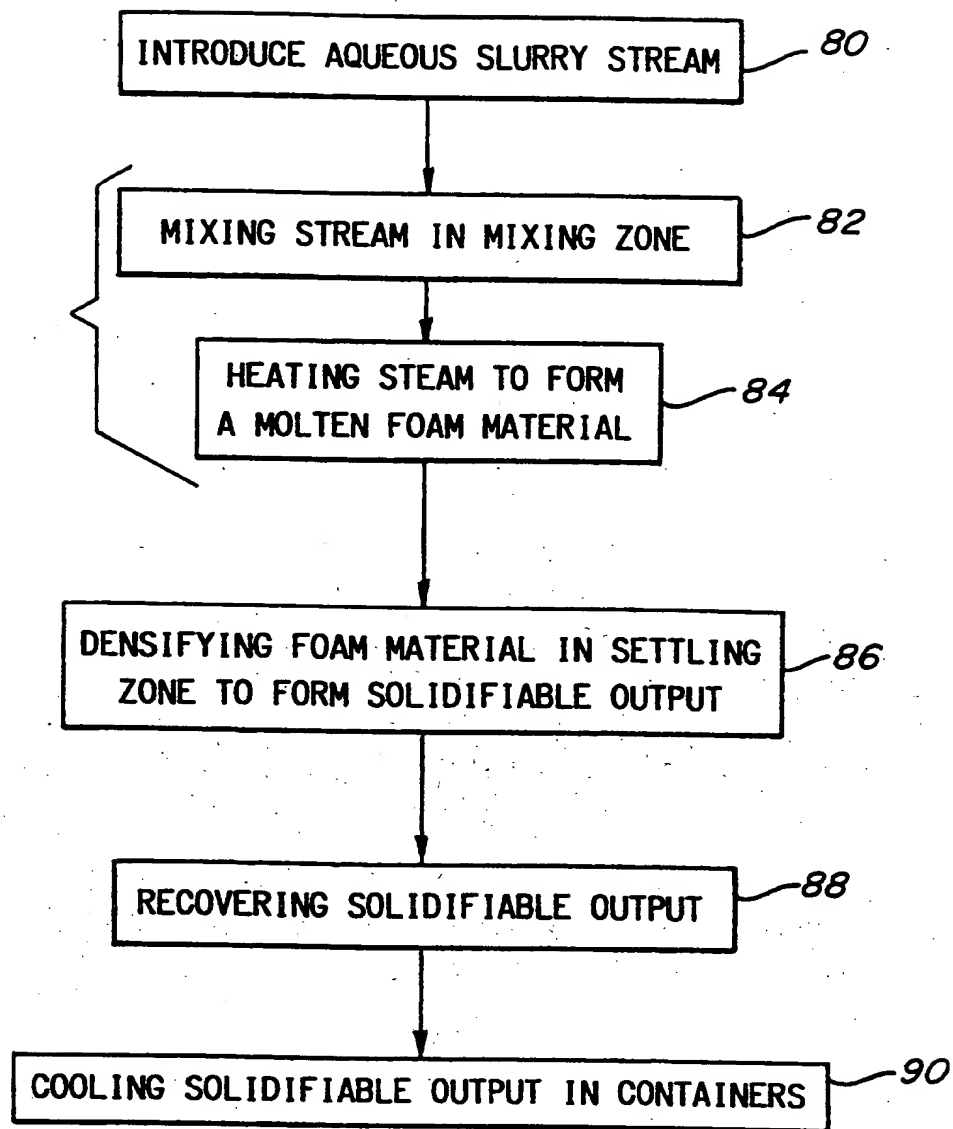 INTRODUCE AQUEOUS SLURRY STREAM
80
MIXING STREAM IN MIXING ZONE
82
HEATING STEAM TO FORM
A MOLTEN FOAM MATERIAL
84
DENSIFYING FOAM MATERIAL IN SETTLING
ZONE TO FORM SOLIDIFIABLE OUTPUT
86
RECOVERING SOLIDIFIABLE OUTPUT
88
COOLING SOLIDIFIABLE OUTPUT IN CONTAINERS
90